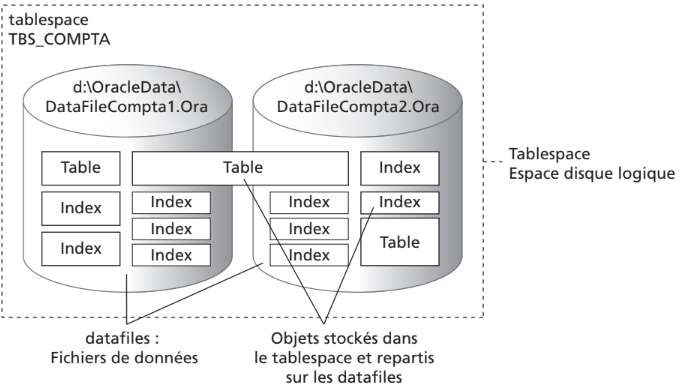 tablespace
TBS_COMPTA
d:\OracleData\
DataFileCompta1.Ora
d:\OracleData\
DataFileCompta2.Ora
Table
Table
Index
Index
Index
Index
Index
Index
Index
Index
Index
Index
Table
Tablespace
Espace disque logique
datafiles :
Fichiers de données
Objets stockés dans
le tablespace et repartis
sur les datafiles